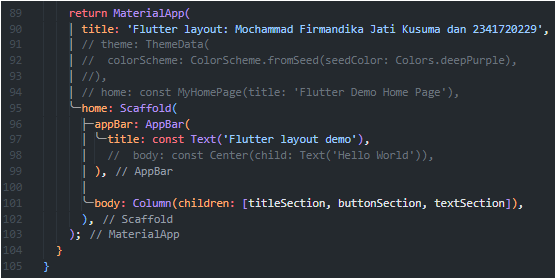 89 return MaterialApp(
90 title: 'Flutter layout: Mochammad Firmandika Jati Kusuma dan 2341720229',
91 // theme: ThemeData(
92 //  colorScheme: ColorScheme.fromSeed(seedColor: Colors.deepPurple),
93 //),
94 // home: const MyHomePage(title: 'Flutter Demo Home Page'),
95 home: Scaffold(
96 appBar: AppBar(
97 title: const Text('Flutter layout demo'),
98 //  body: const Center(child: Text('Hello World')),
99 ), // AppBar
100
101 body: Column(children: [titleSection, buttonSection, textSection]),
102 ), // Scaffold
103 ); // MaterialApp
104 }
105 }